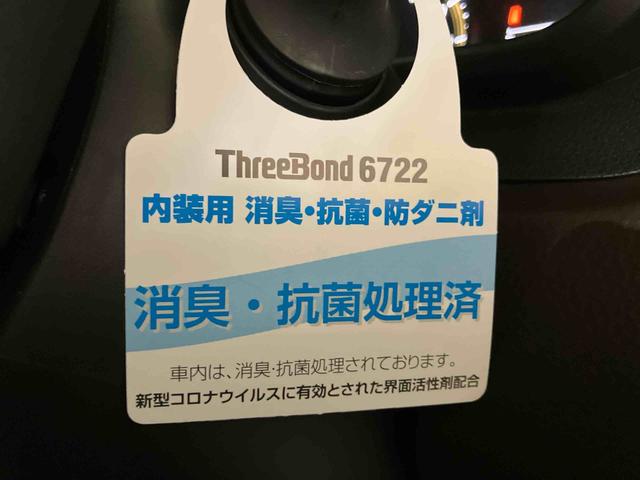 ThreeBond 6722
内装用 消臭・抗菌・防ダニ剤
消臭・抗菌処理済
車内は、消臭・抗菌処理されております。
新型コロナウイルスに有効とされた界面活性剤配合